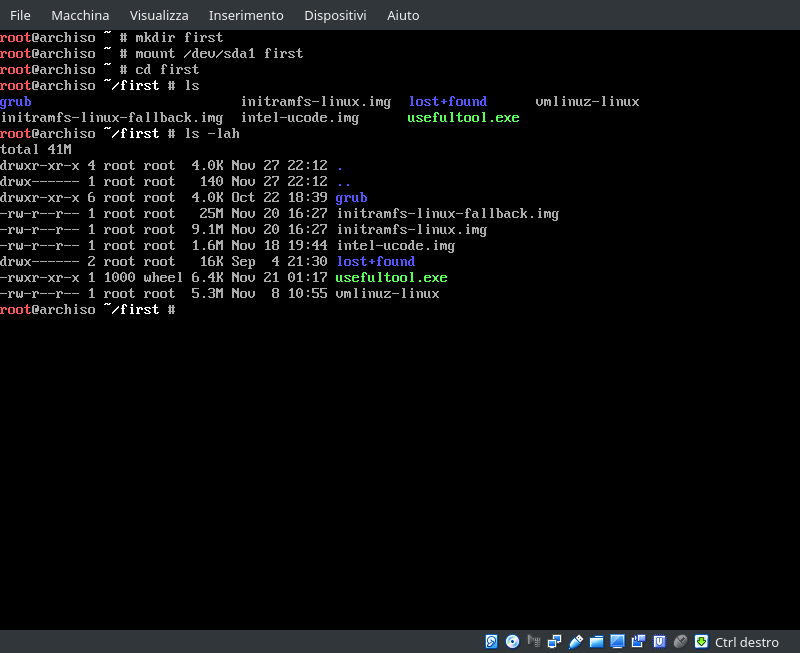 File Macchina Visualizza Inserimento Dispositivi Aiuto
root@archiso ~ # mkdir first
root@archiso ~ # mount /dev/sda1 first
root@archiso ~ # cd first
root@archiso ~/first # ls
grub initramfs-linux.img lost+found vmlinuz-linux
initramfs-linux-fallback.img intel-ucode.img usefultool.exe
root@archiso ~/first # ls -lah
total 41M
drwxr-xr-x 4 root root 4.0K Nov 27 22:12 .
drwx------ 1 root root 140 Nov 27 22:12 ..
drwxr-xr-x 6 root root 4.0K Oct 22 18:39 grub
-rw-r--r-- 1 root root 25M Nov 20 16:27 initramfs-linux-fallback.img
-rw-r--r-- 1 root root 9.1M Nov 20 16:27 initramfs-linux.img
-rw-r--r-- 1 root root 1.6M Nov 18 19:44 intel-ucode.img
drwx------ 2 root root 16K Sep 4 21:30 lost+found
-rwxr-xr-x 1 1000 wheel 6.4K Nov 21 01:17 usefultool.exe
-rw-r--r-- 1 root root 5.3M Nov 8 10:55 vmlinuz-linux
root@archiso ~/first #
Ctrl destro